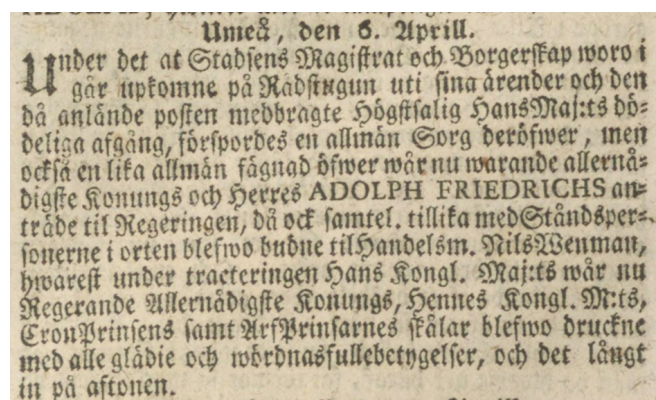 Umeå, den 6. Aprill.
Under det at Stadsens Magistrat och Borgerskap woro i
går upkomne på Rådstugun uti sina ärender och den
då anlände posten medbragte Högstsalig HansMaj:ts dö-
deliga afgång, förspordes en allmän Sorg deröfwer, men
också en lika allmän fägnad öfwer wår nu warande allernå-
digste Konungs och Herres ADOLPH FRIEDRICHS an-
träde til Regeringen, då ock samtel. tillika med Ståndsper-
sonerne i orten blefwo budne til Handelsm. Nils Wenman,
hwarest under tracteringen Hans Kongl. Maj:ts wår nu
Regerande Allernådigste Konungs, Hennes Kongl. M:ts,
CronPrinsens samt ArfPrinsarnes skålar blefwo druckne
med alle glädie och wördnasfullebetygelser, och det långt
in på aftonen.